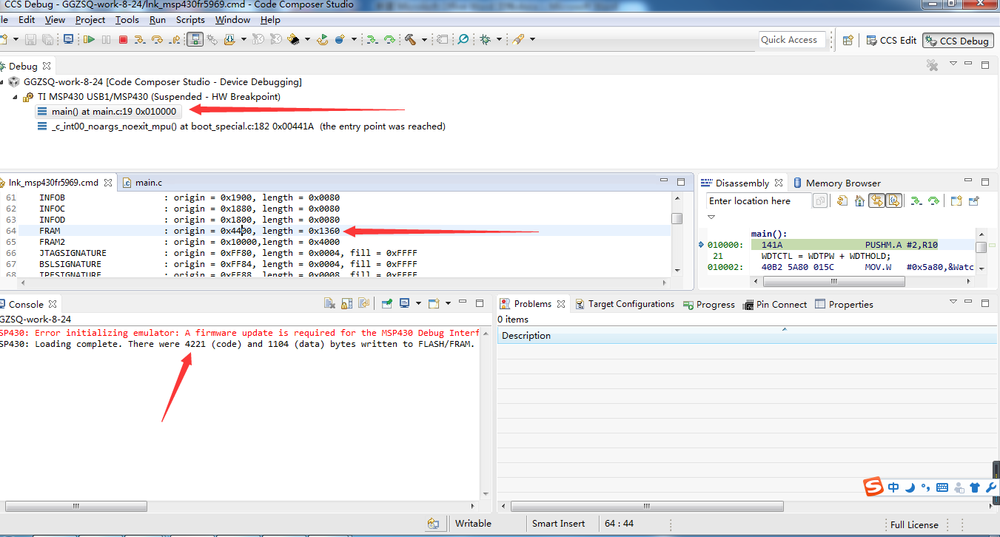 CCS Debug - GGZSQ-work-8-24/lnk_msp430fr5969.cmd - Code Composer Studio
le Edit View Project Tools Run Scripts Window Help
Quick Access CCS Edit CCS Debug
Debug
GGZSQ-work-8-24 [Code Composer Studio - Device Debugging]
TI MSP430 USB1/MSP430 (Suspended - HW Breakpoint)
main() at main.c:19 0x010000
_c_int00_noargs_noexit_mpu() at boot_special.c:182 0x00441A (the entry point was reached)
lnk_msp430fr5969.cmd main.c
61 INFOB : origin = 0x1900, length = 0x0080
62 INFOC : origin = 0x1880, length = 0x0080
63 INFOD : origin = 0x1800, length = 0x0080
64 FRAM : origin = 0x4400, length = 0x1360
65 FRAM2 : origin = 0x10000,length = 0x4000
66 JTAGSIGNATURE : origin = 0xFF80, length = 0x0004, fill = 0xFFFF
67 BSLSIGNATURE : origin = 0xFF84, length = 0x0004, fill = 0xFFFF
68 IPESIGNATURE : origin = 0xFF88, length = 0x0008, fill = 0xFFFF
Disassembly Memory Browser
Enter location here
main():
010000: 141A PUSHM.A #2,R10
21 WDTCTL = WDTPW + WDTHOLD;
010002: 40B2 5A80 015C MOV.W #0x5a80,&Watc
Console
GZSQ-work-8-24
SP430: Error initializing emulator: A firmware update is required for the MSP430 Debug Interf
SP430: Loading complete. There were 4221 (code) and 1104 (data) bytes written to FLASH/FRAM.
Problems Target Configurations Progress Pin Connect Properties
0 items
Description
中
Writable Smart Insert 64 : 44 Full License